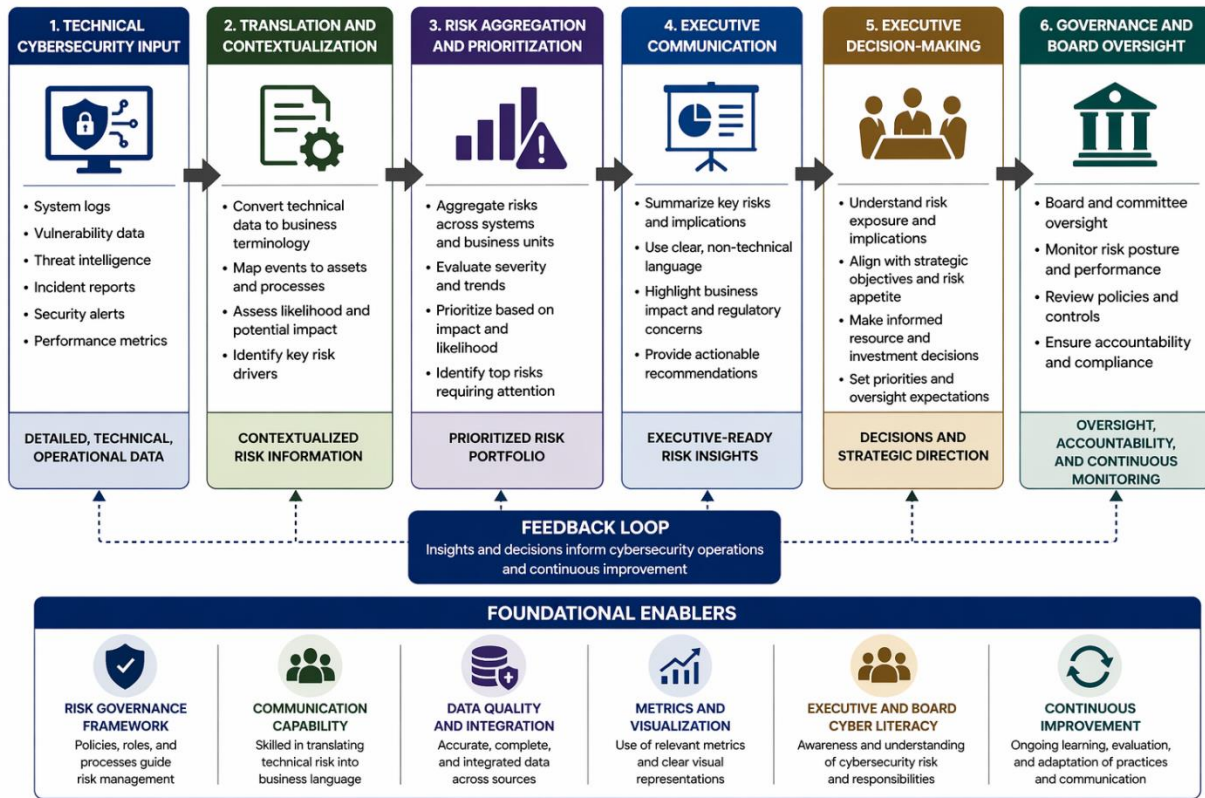 1. TECHNICAL
CYBERSECURITY INPUT
• System logs
• Vulnerability data
• Threat intelligence
• Incident reports
• Security alerts
• Performance metrics
DETAILED, TECHNICAL,
OPERATIONAL DATA
2. TRANSLATION AND
CONTEXTUALIZATION
• Convert technical
data to business
terminology
• Map events to assets
and processes
• Assess likelihood and
potential impact
• Identify key risk
drivers
CONTEXTUALIZED
RISK INFORMATION
3. RISK AGGREGATION
AND PRIORITIZATION
• Aggregate risks
across systems
and business units
• Evaluate severity
and trends
• Prioritize based on
impact and
likelihood
• Identify top risks
requiring attention
PRIORITIZED RISK
PORTFOLIO
4. EXECUTIVE
COMMUNICATION
• Summarize key risks
and implications
• Use clear, non-technical
language
• Highlight business
impact and regulatory
concerns
• Provide actionable
recommendations
EXECUTIVE-READY
RISK INSIGHTS
5. EXECUTIVE
DECISION-MAKING
• Understand risk
exposure and
implications
• Align with strategic
objectives and risk
appetite
• Make informed
resource and
investment decisions
• Set priorities and
oversight expectations
DECISIONS AND
STRATEGIC DIRECTION
6. GOVERNANCE AND
BOARD OVERSIGHT
• Board and committee
oversight
• Monitor risk posture
and performance
• Review policies and
controls
• Ensure accountability
and compliance
OVERSIGHT,
ACCOUNTABILITY,
AND CONTINUOUS
MONITORING
FEEDBACK LOOP
Insights and decisions inform cybersecurity operations
and continuous improvement
FOUNDATIONAL ENABLERS
RISK GOVERNANCE
FRAMEWORK
Policies, roles, and
processes guide
risk management
COMMUNICATION
CAPABILITY
Skilled in translating
technical risk into
business language
DATA QUALITY
AND INTEGRATION
Accurate, complete,
and integrated data
across sources
METRICS AND
VISUALIZATION
Use of relevant metrics
and clear visual
representations
EXECUTIVE AND BOARD
CYBER LITERACY
Awareness and understanding
of cybersecurity risk
and responsibilities
CONTINUOUS
IMPROVEMENT
Ongoing learning, evaluation,
and adaptation of practices
and communication